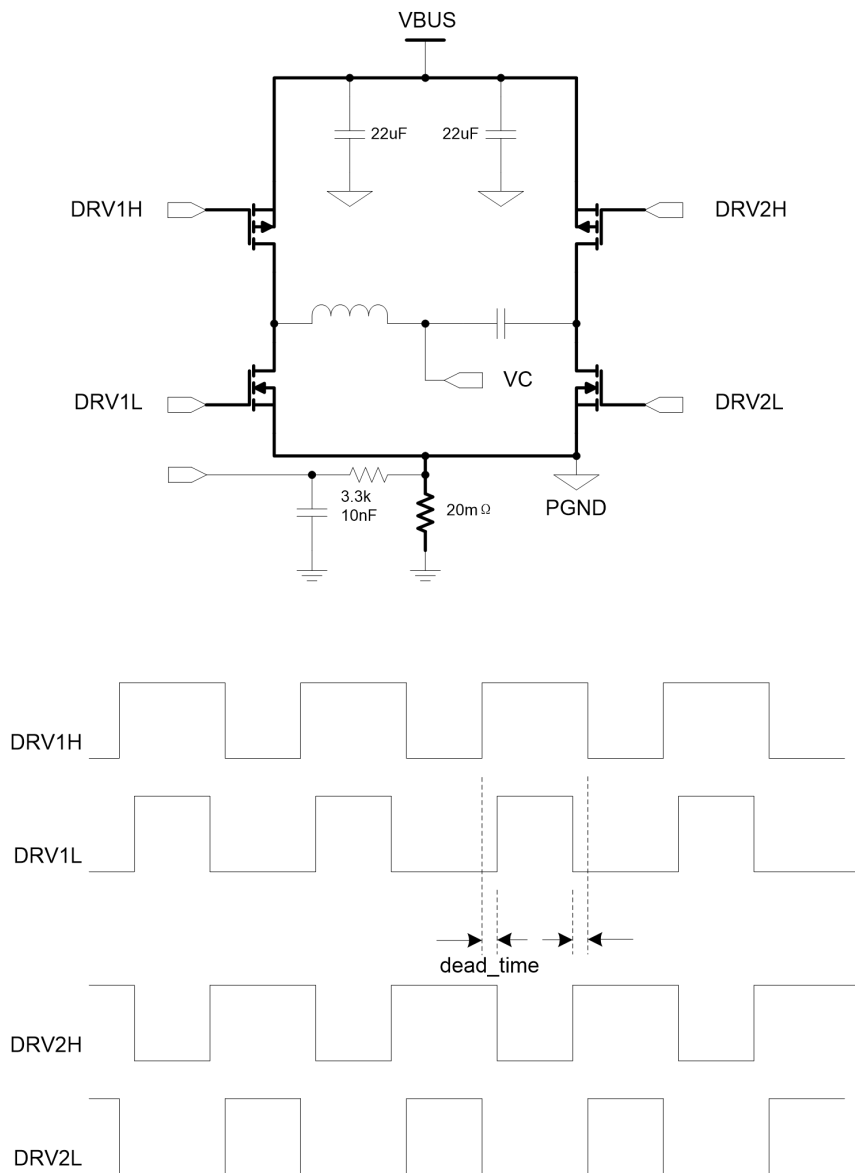 VBUS
22uF
22uF
DRV1H
DRV2H
DRV1L
VC
DRV2L
3.3k
10nF
20mΩ
PGND
DRV1H
DRV1L
dead_time
DRV2H
DRV2L